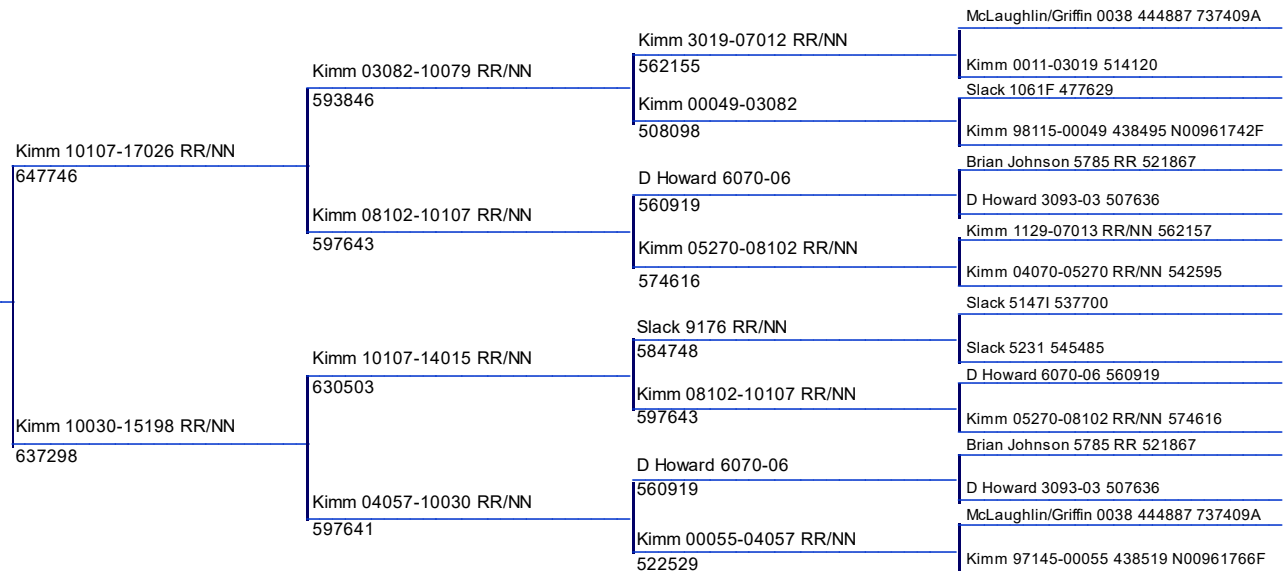 Kimm 10107-17026 RR/NN
647746
Kimm 10030-15198 RR/NN
637298
Kimm 03082-10079 RR/NN
593846
Kimm 08102-10107 RR/NN
597643
Kimm 10107-14015 RR/NN
630503
Kimm 04057-10030 RR/NN
597641
Kimm 3019-07012 RR/NN
562155
Kimm 00049-03082
508098
D Howard 6070-06
560919
Kimm 05270-08102 RR/NN
574616
Slack 9176 RR/NN
584748
Kimm 08102-10107 RR/NN
597643
D Howard 6070-06
560919
Kimm 00055-04057 RR/NN
522529
McLaughlin/Griffin 0038 444887 737409A
Kimm 0011-03019 514120
Slack 1061F 477629
Kimm 98115-00049 438495 N00961742F
Brian Johnson 5785 RR 521867
D Howard 3093-03 507636
Kimm 1129-07013 RR/NN 562157
Kimm 04070-05270 RR/NN 542595
Slack 5147I 537700
Slack 5231 545485
D Howard 6070-06 560919
Kimm 05270-08102 RR/NN 574616
Brian Johnson 5785 RR 521867
D Howard 3093-03 507636
McLaughlin/Griffin 0038 444887 737409A
Kimm 97145-00055 438519 N00961766F